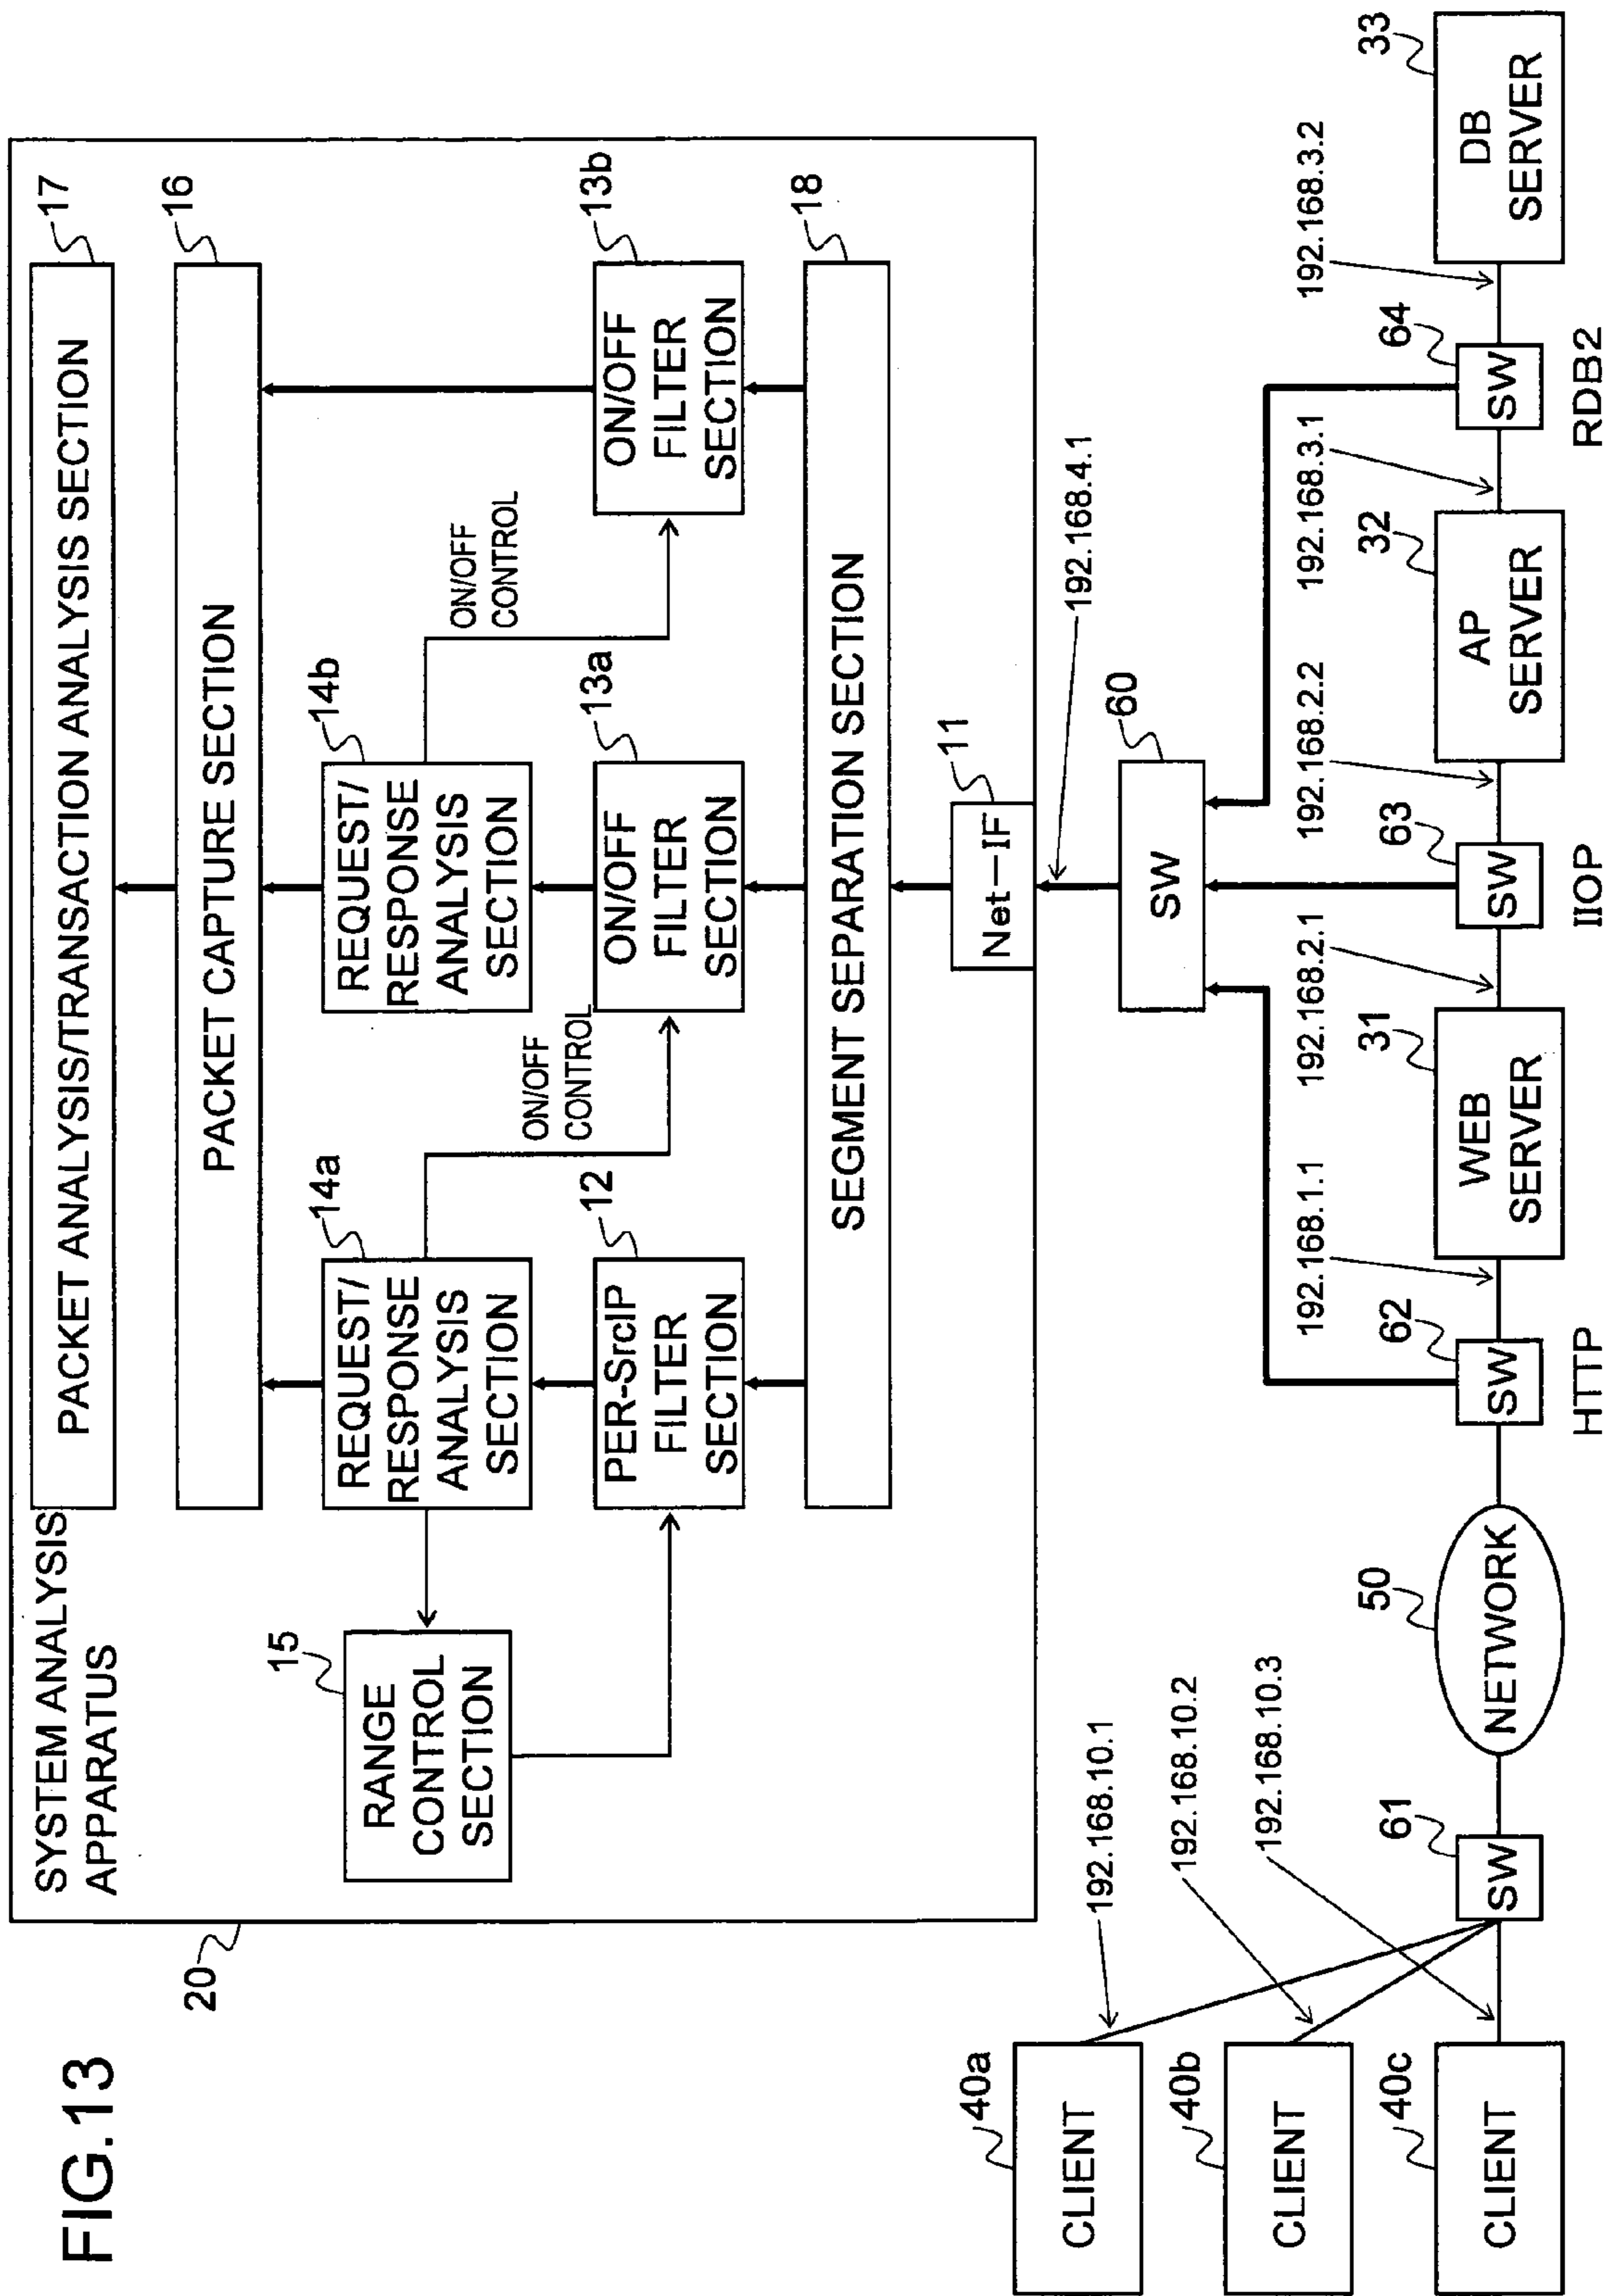 FIG.13
20
SYSTEM ANALYSIS
APPARATUS
PACKET ANALYSIS/TRANSACTION ANALYSIS SECTION
17
PACKET CAPTURE SECTION
16
15
RANGE
CONTROL
SECTION
14a
REQUEST/
RESPONSE
ANALYSIS
SECTION
ON/OFF
CONTROL
14b
REQUEST/
RESPONSE
ANALYSIS
SECTION
ON/OFF
CONTROL
12
PER-SrcIP
FILTER
SECTION
13a
ON/OFF
FILTER
SECTION
13b
ON/OFF
FILTER
SECTION
SEGMENT SEPARATION SECTION
18
Net-IF
11
192.168.4.1
SW
60
40a
CLIENT
192.168.10.1
40b
CLIENT
192.168.10.2
40c
CLIENT
192.168.10.3
61
SW
50
NETWORK
62
SW
HTTP
192.168.1.1
31
WEB
SERVER
192.168.2.1
63
SW
IIOP
192.168.2.2
32
AP
SERVER
192.168.3.1
64
SW
RDB2
192.168.3.2
33
DB
SERVER